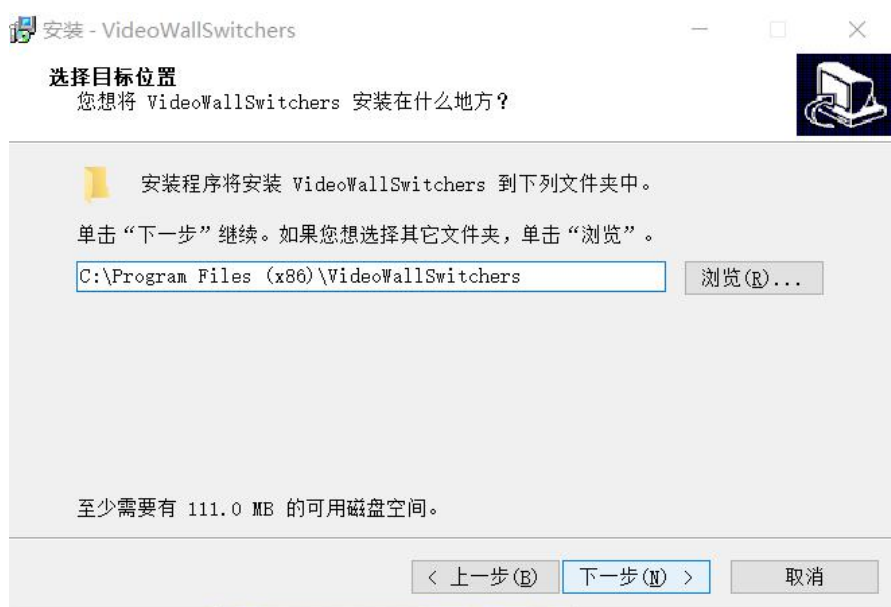 安装 - VideoWallSwitchers
选择目标位置
您想将 VideoWallSwitchers 安装在什么地方？
安装程序将安装 VideoWallSwitchers 到下列文件夹中。
单击“下一步”继续。如果您想选择其它文件夹，单击“浏览”。
C:\Program Files (x86)\VideoWallSwitchers
浏览(R)...
至少需要有 111.0 MB 的可用磁盘空间。
< 上一步(B) 下一步(N) > 取消